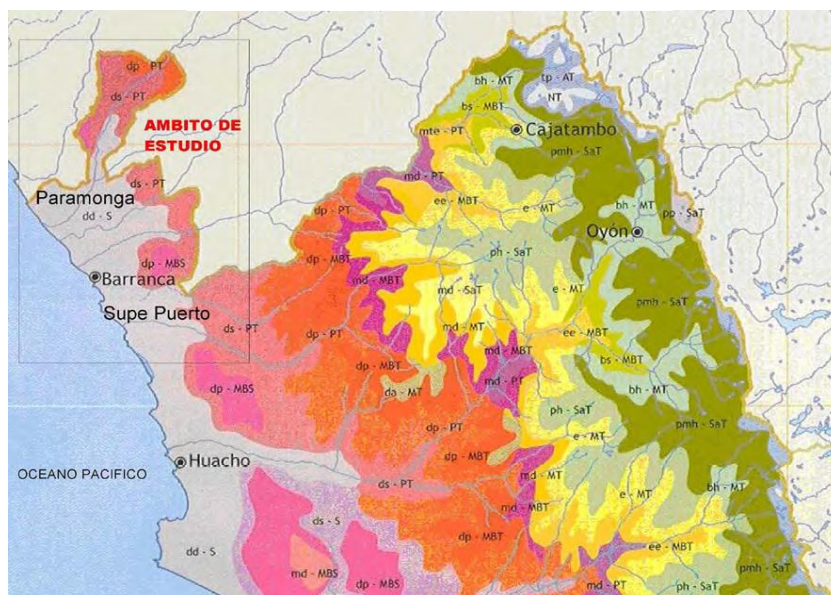 dp - PT
bh - MT
tp - AT
ds - PT
NT
bs - MBT
AMBITO DE
ESTUDIO
mte - PT
Cajatambo
pmh - SaT
ds - PT
md - PT
Paramonga
ee - MBT
e - MT
bh - MT
pp - SaT
dd - S
dp - PT
Oyón
ph - SaT
dp - MBS
dp - MBT
Barranca
md - MBT
md - SaT
e - MT
pmh - SaT
Supe Puerto
ds - PT
dp - PT
md - MT
ee - MBT
md - MBT
bs - MBT
dp - MBT
dp - MBS
md - PT
da - MT
bh - MT
ph - SaT
dp - PT
pmh - SaT
e - MT
dp - MBT
Huacho
OCEANO PACIFICO
md - MT
ds - PT
e - MT
bh - MT
md - MBT
ds - S
dp - MBT
ee - MBT
dd - S
md - MBS
dp - MBS
md - PT
ph - SaT
pmh - SaT